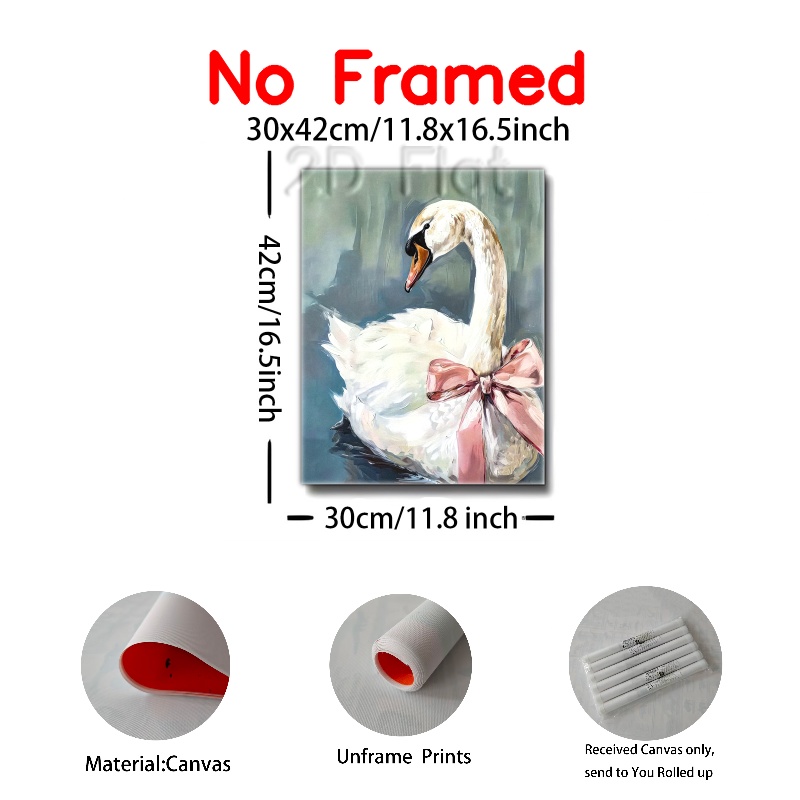 No Framed
30x42cm/11.8x16.5inch
2D Flat
42cm/16.5inch
30cm/11.8 inch
Material:Canvas
Unframe Prints
Received Canvas only,
send to You Rolled up